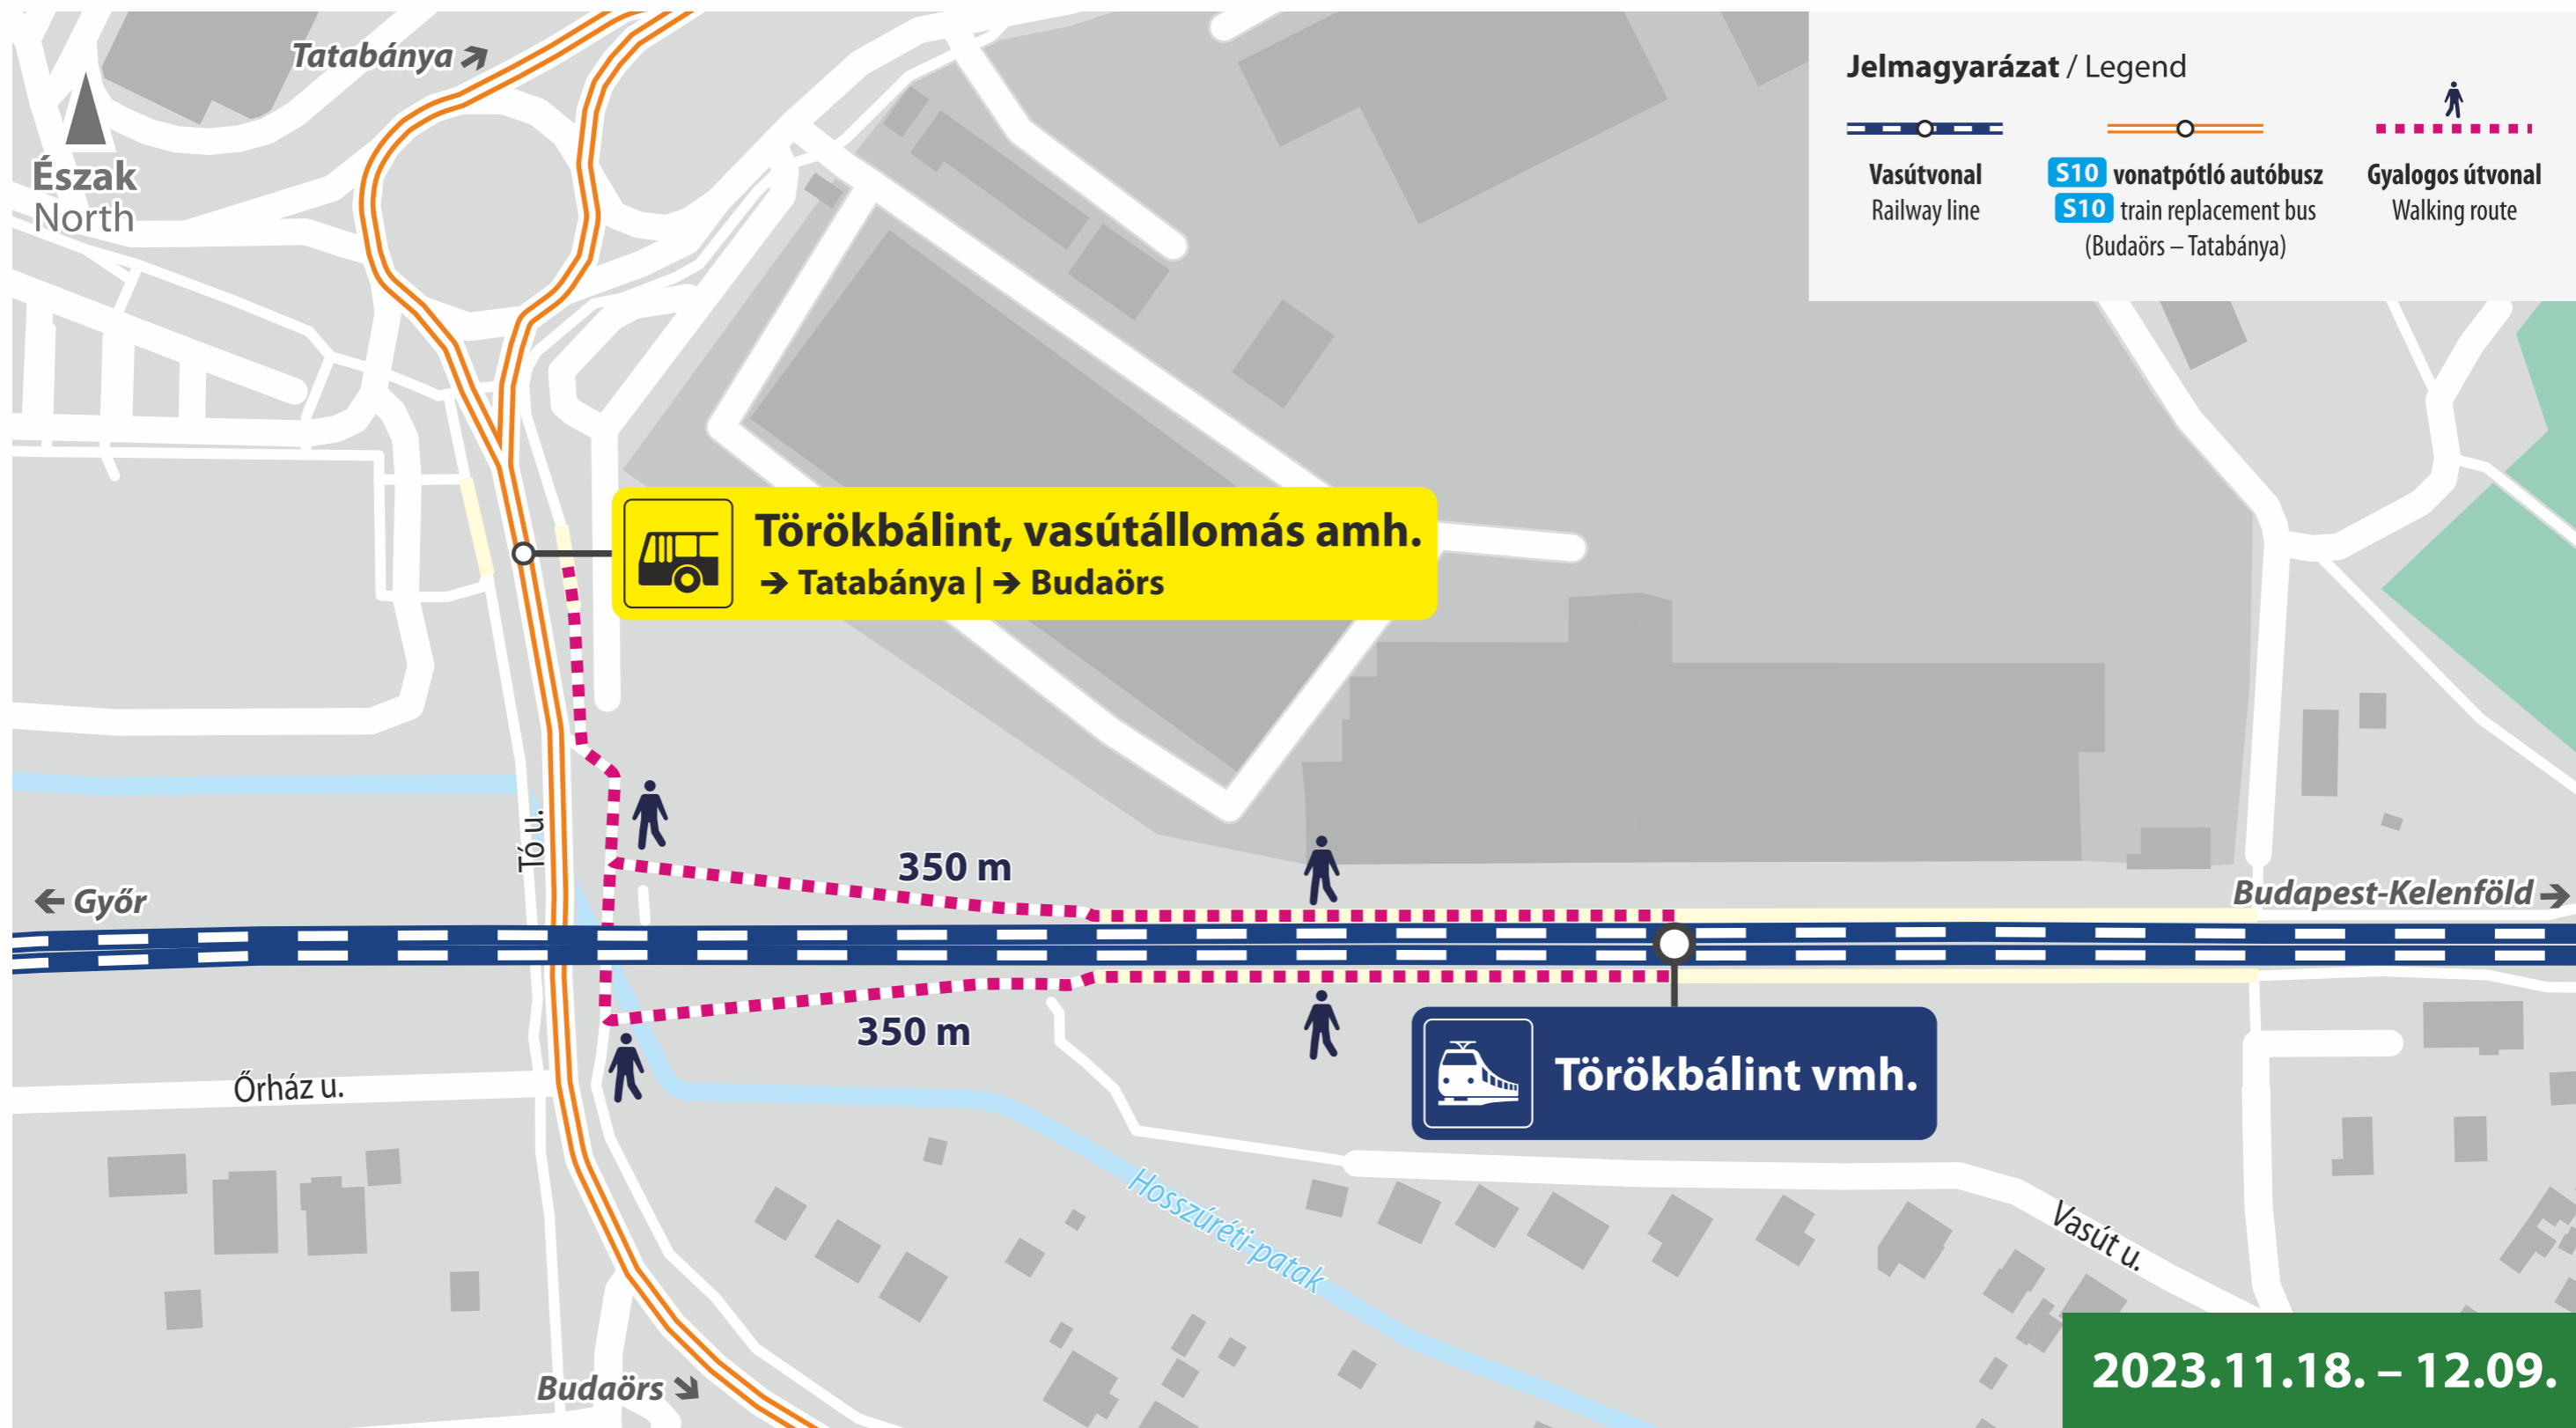 Tatabánya ➔
Észak
North
Jelmagyarázat / Legend
Vasútvonal
Railway line
S10 vonatpótló autóbusz
S10 train replacement bus
(Budaörs – Tatabánya)
Gyalogos útvonal
Walking route
Törökbálint, vasútállomás amh.
➔ Tatabánya | ➔ Budaörs
Tó u.
350 m
← Győr
Budapest-Kelenföld →
350 m
Törökbálint vmh.
Őrház u.
Hosszúréti-patak
Vasút u.
Budaörs ➔
2023.11.18. – 12.09.